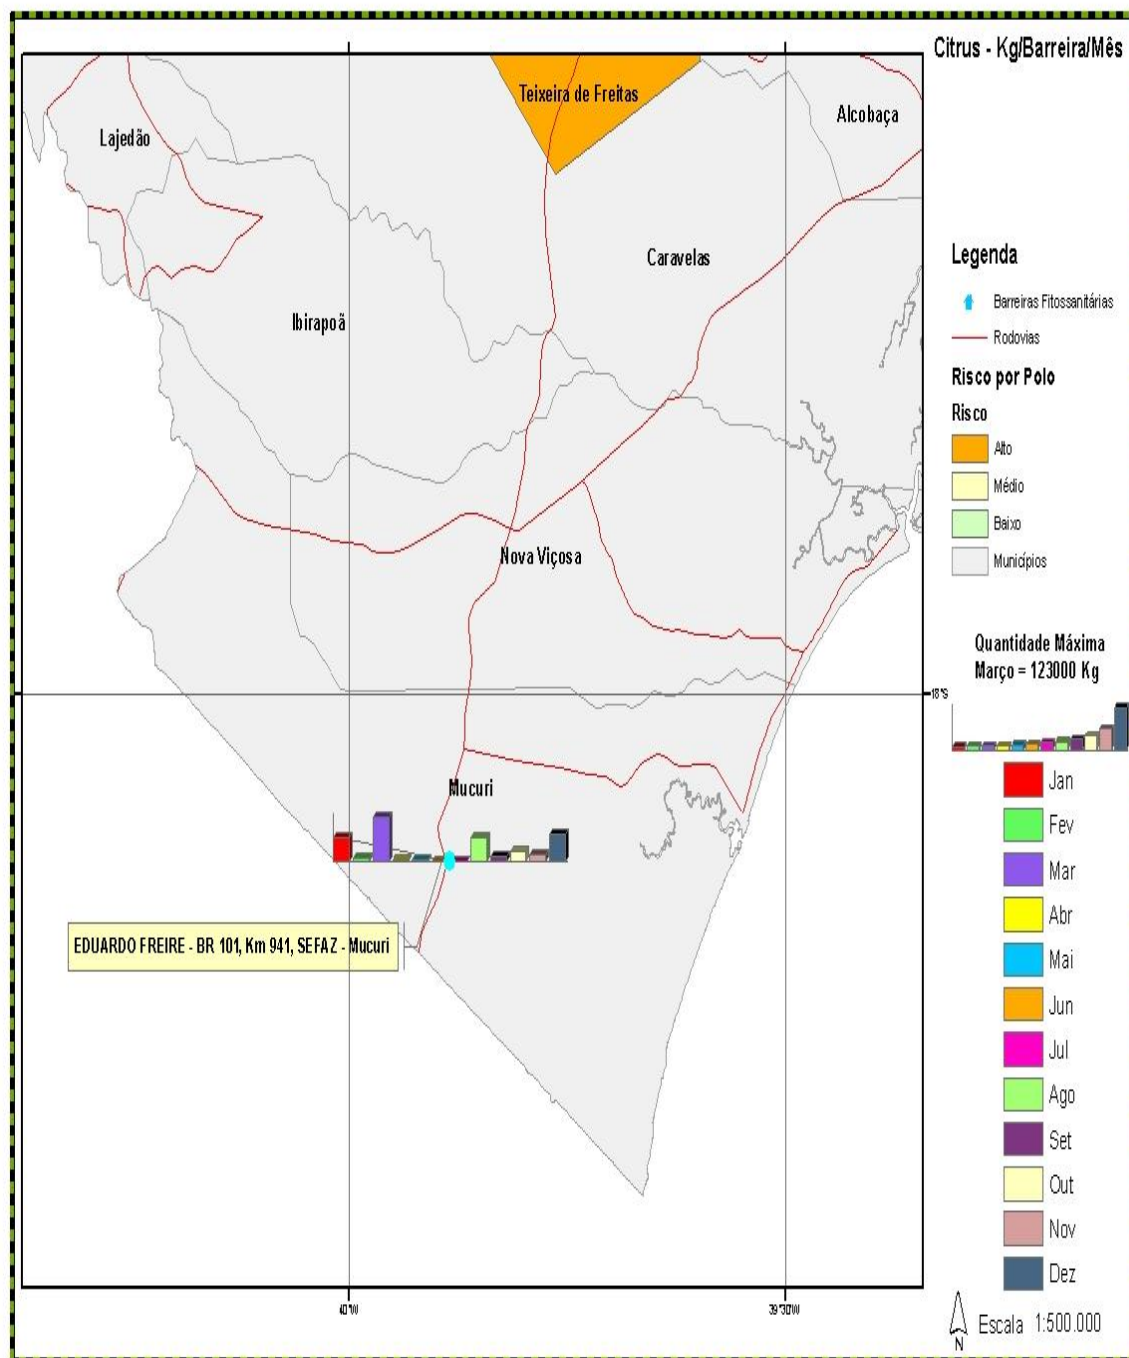 Citrus - Kg/Barreira/Mês
Teixeira de Freitas
Alcobaça
Lajedão
Caravelas
Ibirapoã
Nova Viçosa
Mucuri
EDUARDO FREIRE - BR 101, Km 941, SEFAZ - Mucuri
18°S
40°W
39°30'W
Legenda
Barreiras Fitossanitárias
Rodovias
Risco por Polo
Risco
Alto
Médio
Baixo
Municípios
Quantidade Máxima
Março = 123000 Kg
Jan
Fev
Mar
Abr
Mai
Jun
Jul
Ago
Set
Out
Nov
Dez
N
Escala 1:500.000